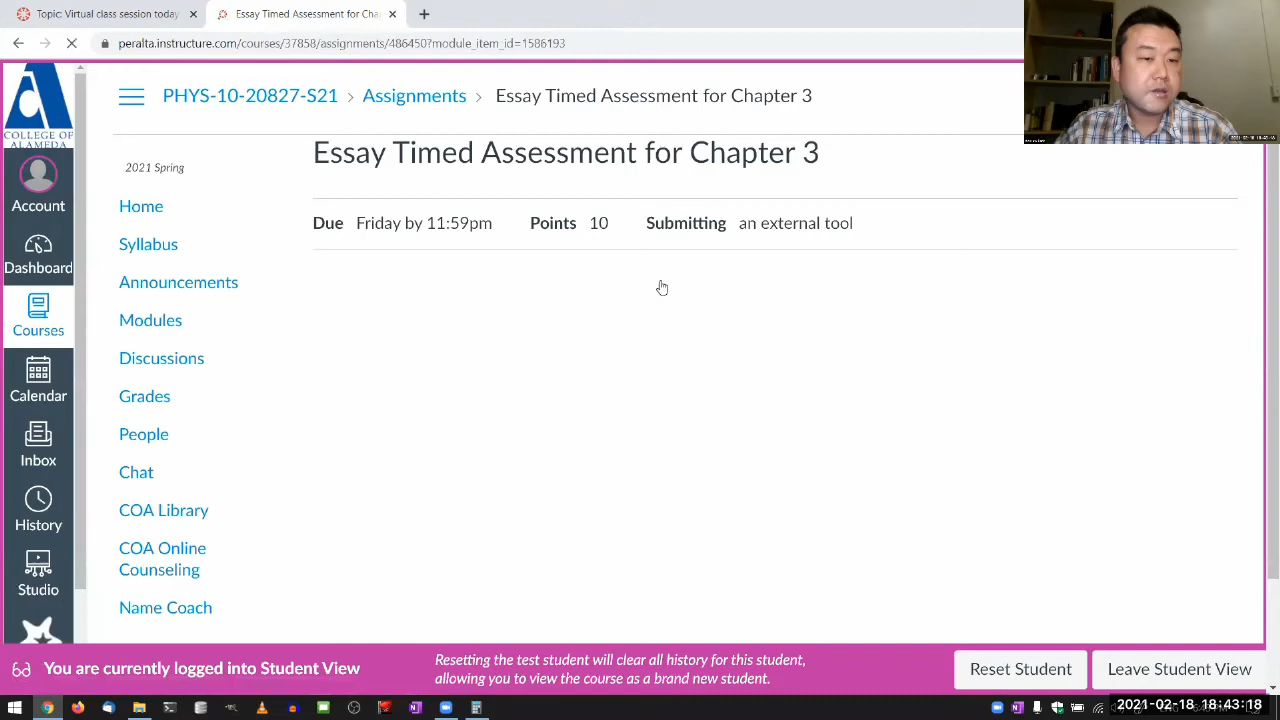 Topic: Chapter 3
Essay Timed Assessment for Ch
peralta.instructure.com/courses/37858/assignments/486450?module_item_id=1586193
COLLEGE OF
ALAMEDA
PHYS-10-20827-S21 > Assignments > Essay Timed Assessment for Chapter 3
Essay Timed Assessment for Chapter 3
2021 Spring
Due Friday by 11:59pm Points 10 Submitting an external tool
Account
Dashboard
Courses
Calendar
Inbox
History
Studio
Home
Syllabus
Announcements
Modules
Discussions
Grades
People
Chat
COA Library
COA Online
Counseling
Name Coach
You are currently logged into Student View
Resetting the test student will clear all history for this student,
allowing you to view the course as a brand new student.
Reset Student
Leave Student View
2021-02-18 18:43:18